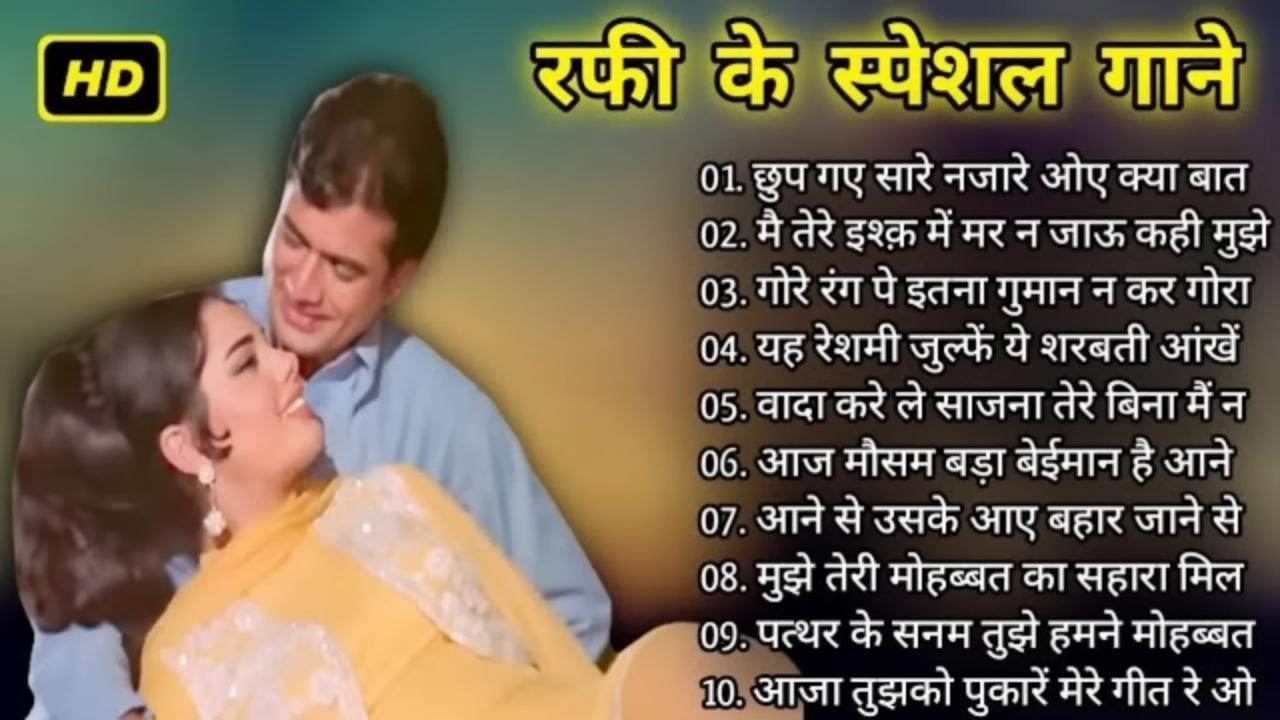 HD
रफी के स्पेशल गाने
01. छुप गए सारे नजारे ओए क्या बात
02. मै तेरे इश्क़ में मर न जाऊ कही मुझे
03. गोरे रंग पे इतना गुमान न कर गोरा
04. यह रेशमी जुल्फें ये शरबती आंखें
05. वादा करे ले साजना तेरे बिना मैं न
06. आज मौसम बड़ा बेईमान है आने
07. आने से उसके आए बहार जाने से
08. मुझे तेरी मोहब्बत का सहारा मिल
09. पत्थर के सनम तुझे हमने मोहब्बत
10. आजा तुझको पुकारें मेरे गीत रे ओ